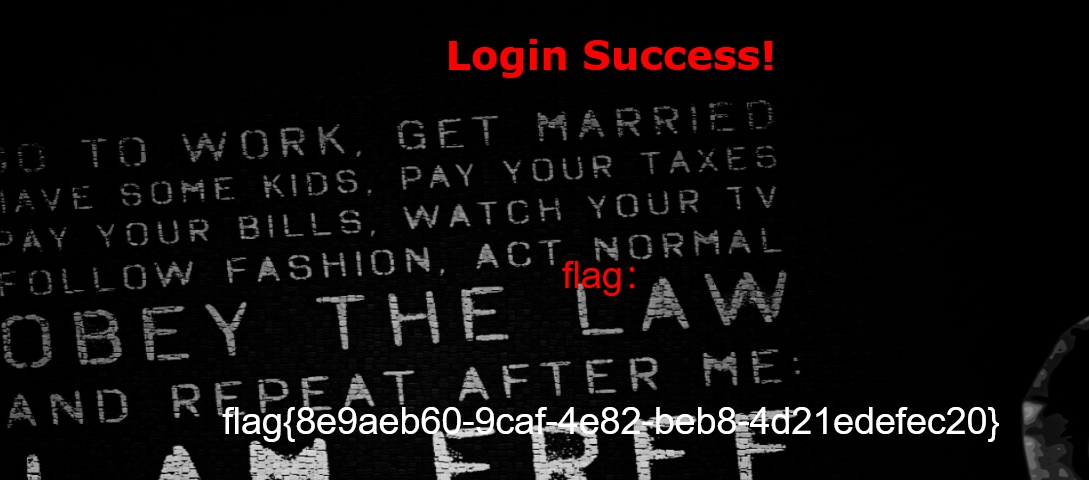 Login Success!
GO TO WORK, GET MARRIED
HAVE SOME KIDS, PAY YOUR TAXES
PAY YOUR BILLS, WATCH YOUR TV
FOLLOW FASHION, ACT NORMAL
flag:
OBEY THE LAW
AND REPEAT AFTER ME:
flag{8e9aeb60-9caf-4e82-beb8-4d21edefec20}
I AM FREE